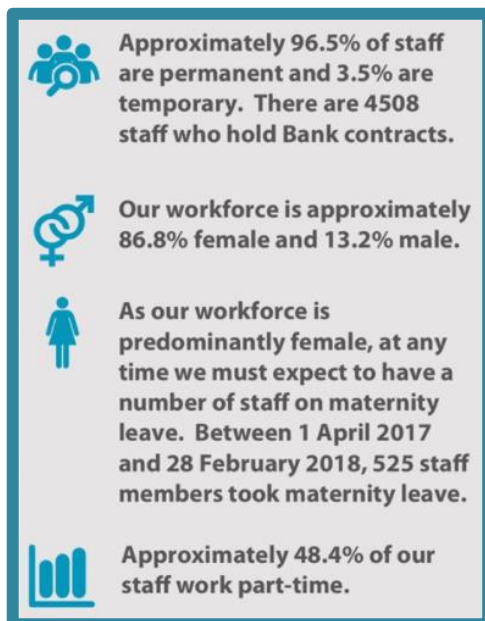 Approximately 96.5% of staff
are permanent and 3.5% are
temporary.  There are 4508
staff who hold Bank contracts.
Our workforce is approximately
86.8% female and 13.2% male.
As our workforce is
predominantly female, at any
time we must expect to have a
number of staff on maternity
leave.  Between 1 April 2017
and 28 February 2018, 525 staff
members took maternity leave.
Approximately 48.4% of our
staff work part-time.